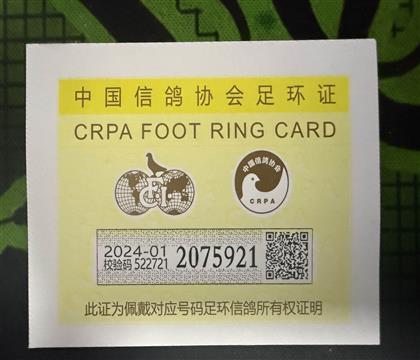 中国信鸽协会足环证
CRPA FOOT RING CARD
FCI
中国信鸽协会
CRPA
2024-01
校验码 522721
2075921
此证为佩戴对应号码足环信鸽所有权证明